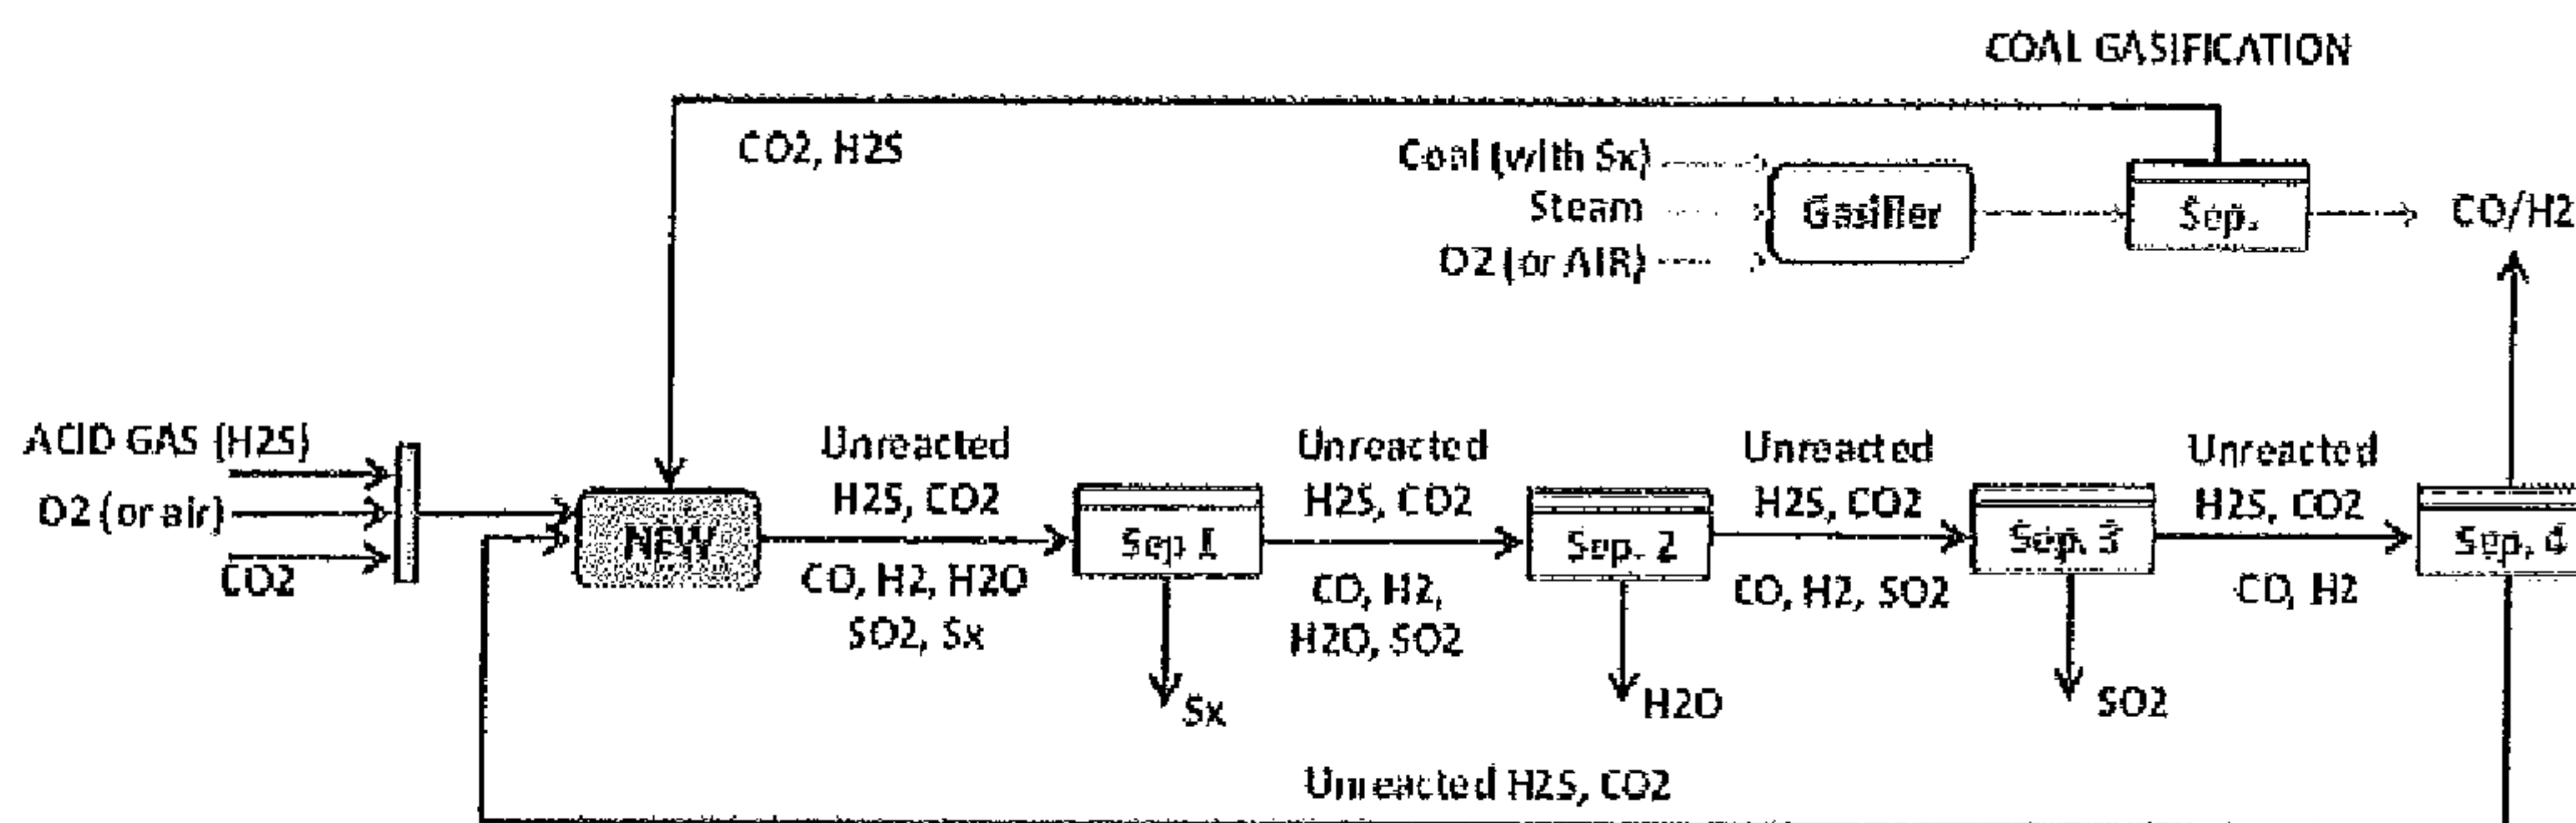 COAL GASIFICATION
CO2, H2S
Coal (with Sx)
Steam
O2 (or AIR)
Gasifier
Sep.
CO/H2
ACID GAS (H2S)
O2 (or air)
CO2
NEW
Unreacted
H2S, CO2
CO, H2, H2O
SO2, Sx
Sep 1
Sx
Unreacted
H2S, CO2
CO, H2,
H2O, SO2
Sep. 2
H2O
Unreacted
H2S, CO2
CO, H2, SO2
Sep. 3
SO2
Unreacted
H2S, CO2
CO, H2
Sep. 4
Unreacted H2S, CO2